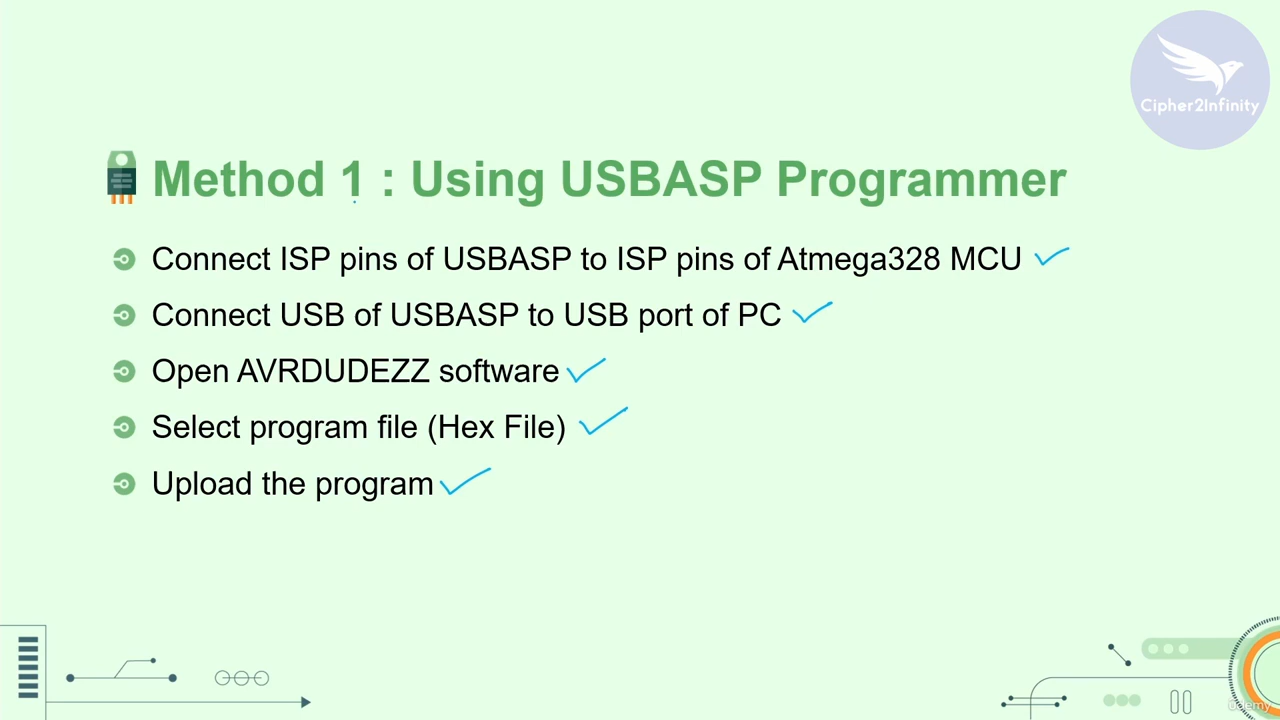 Cipher2Infinity
Method 1 : Using USBASP Programmer
Connect ISP pins of USBASP to ISP pins of Atmega328 MCU
Connect USB of USBASP to USB port of PC
Open AVRDUDEZZ software
Select program file (Hex File)
Upload the program
udemy